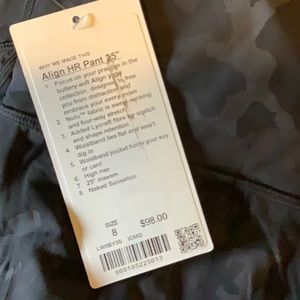 WHY WE MADE THIS
Align HR Pant 25"
1. Focus on your practice in the
buttery-soft Align yoga
collection, designed to free
you from distraction and
embrace your every move
2. Nulu™ fabric is sweat-wicking
and four-way stretch
3. Added Lycra® fibre for stretch
and shape retention
4. Waistband lies flat and won't
dig in
5. Waistband pocket holds your key
or card
6. High rise
7. 25" inseam
8. Naked Sensation
SIZE
8
$98.00
ICMG
000105225013